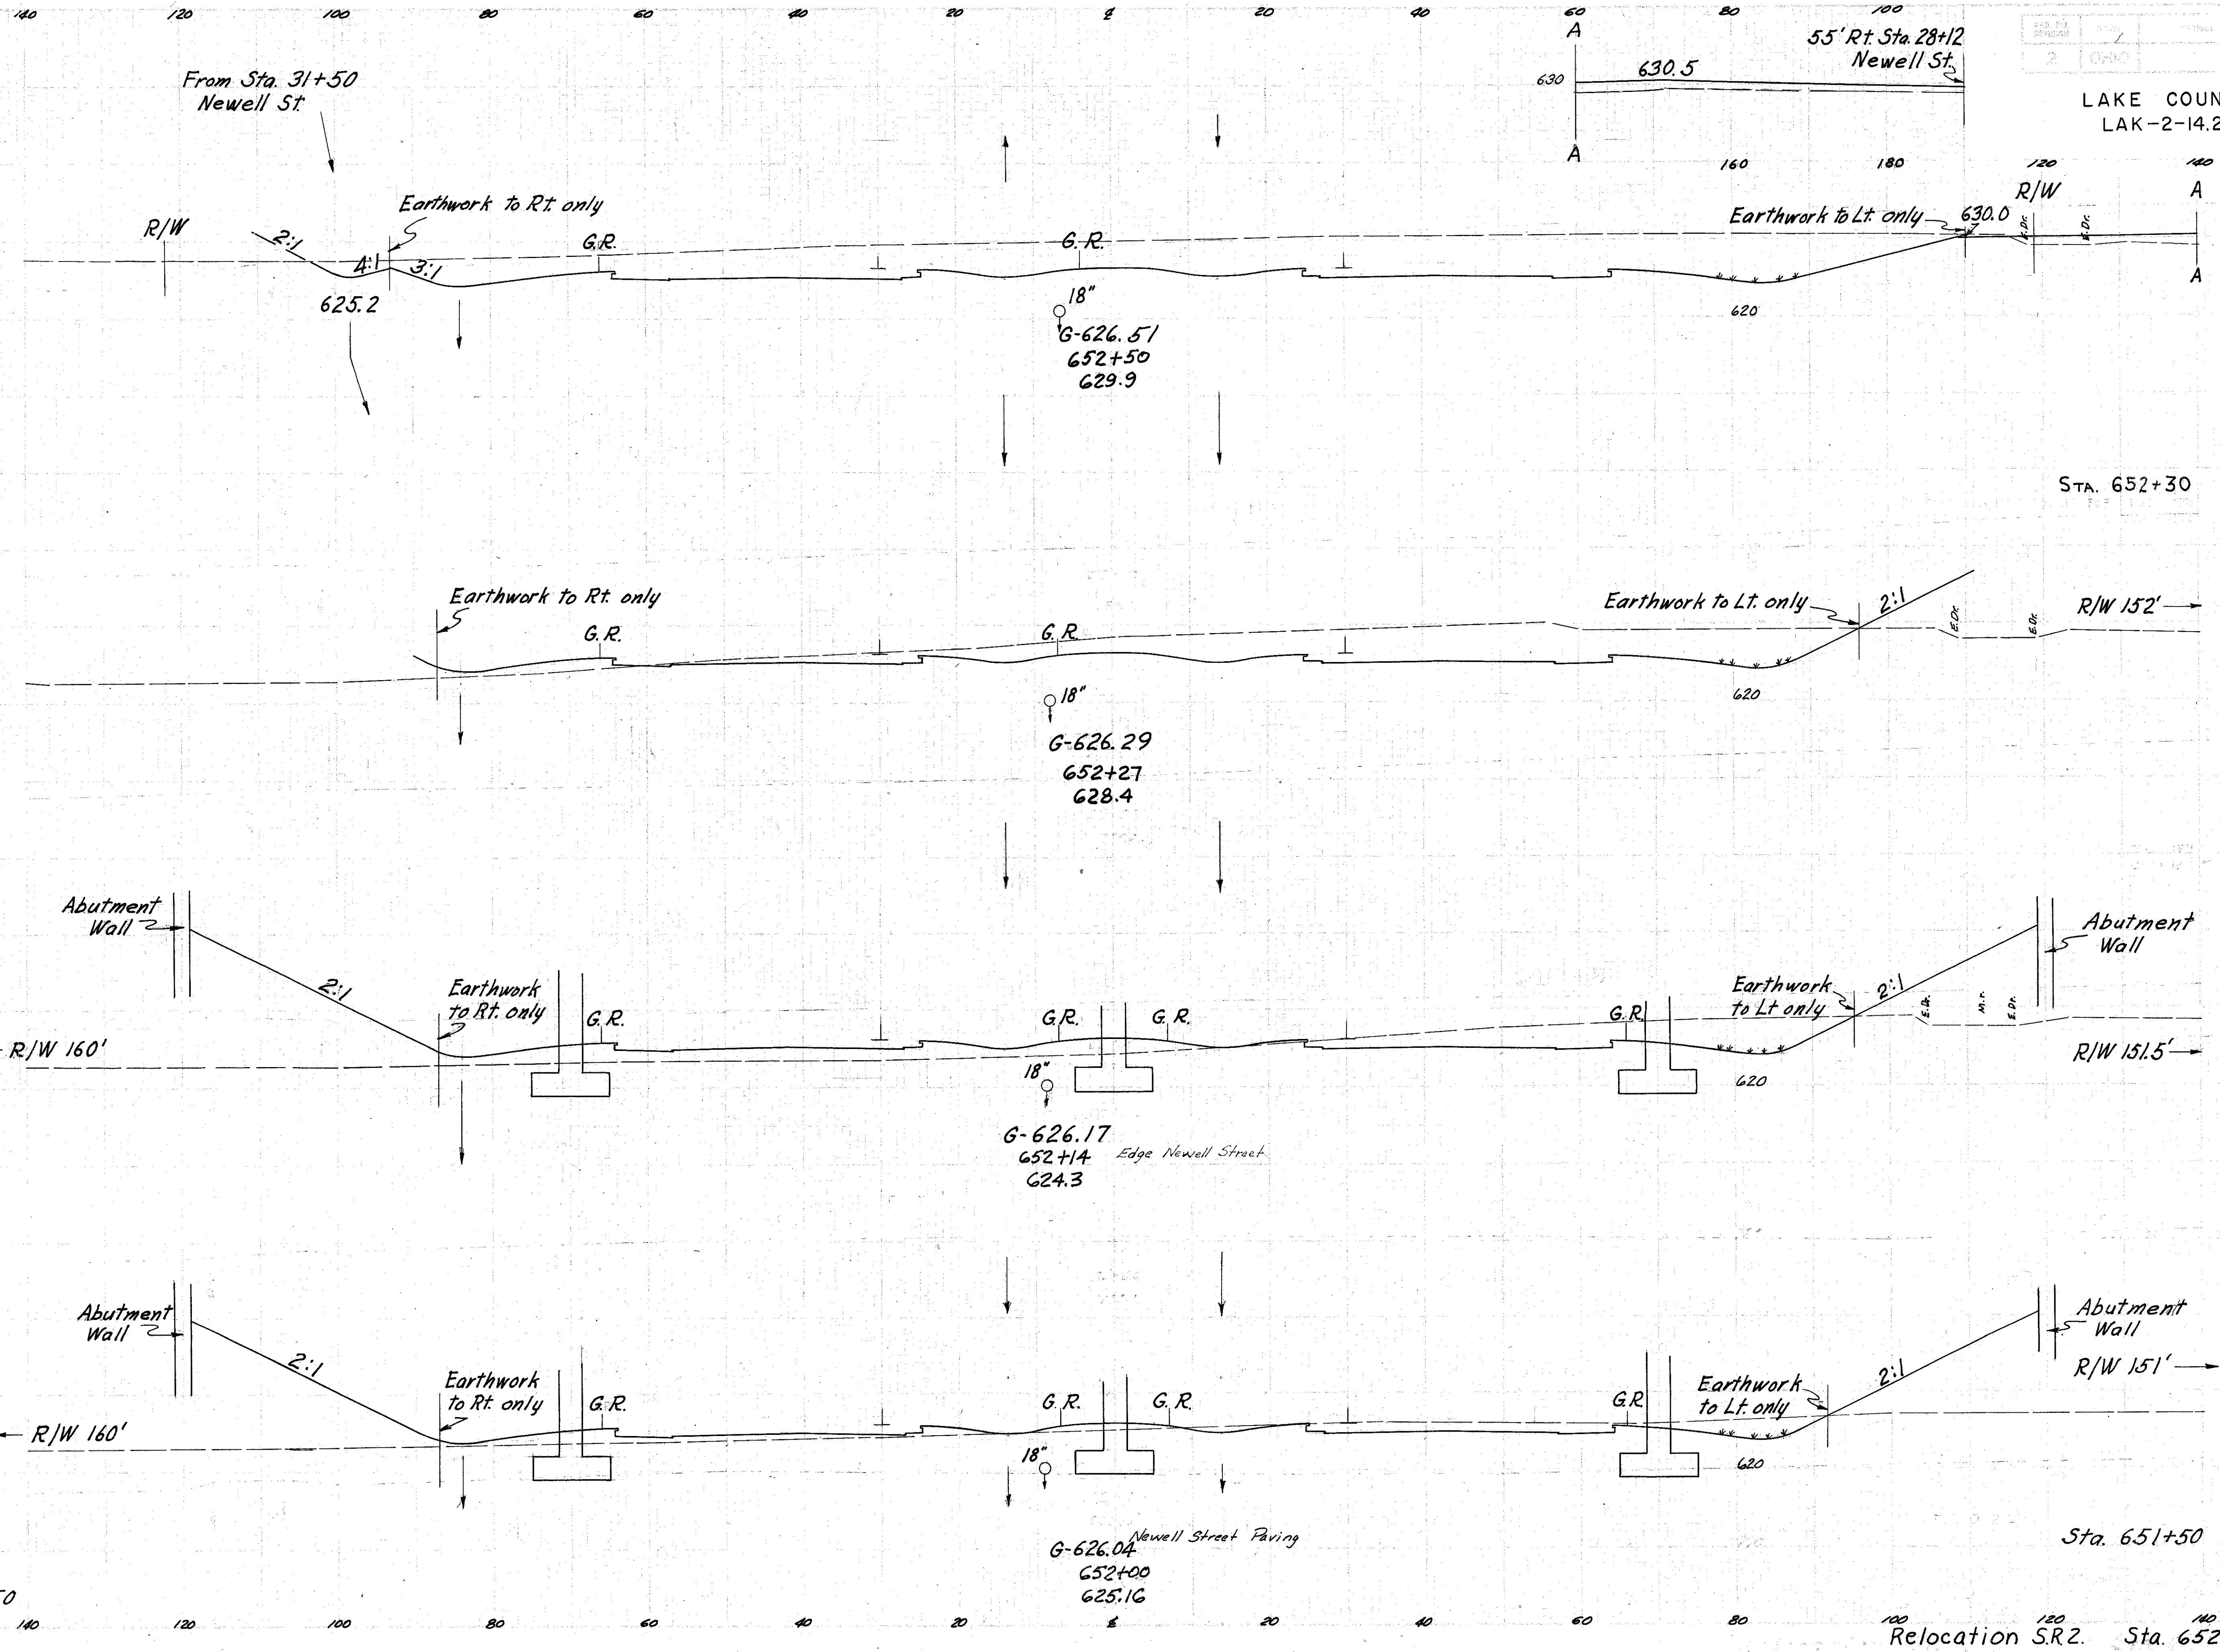 140 120 100 80 60 40 20 ℄ 20 40 60 80 100
A
55' Rt. Sta. 28+12
Newell St.
630 630.5
A
LAKE COUN
LAK-2-14.2
From Sta. 31+50
Newell St.
160 180 120 140
R/W A
Earthwork to Rt. only
Earthwork to Lt. only 630.0 E.Dr. E.Dr.
R/W 2:1 4:1 3:1 G.R. G.R.
A
625.2
18"
620
G-626.51
652+50
629.9
STA. 652+30
Earthwork to Rt. only
Earthwork to Lt. only 2:1 E.Dr. E.Dr. R/W 152'
G.R. G.R.
18"
620
G-626.29
652+27
628.4
Abutment
Wall
Abutment
Wall
2:1
Earthwork
to Rt. only
G.R. G.R. G.R. G.R.
Earthwork
to Lt only
2:1 E.Dr. M.P. E.Dr.
R/W 160'
R/W 151.5'
18"
620
G-626.17
652+14 Edge Newell Street
624.3
Abutment
Wall
Abutment
Wall
R/W 151'
2:1
Earthwork
to Rt. only
G.R. G.R. G.R. G.R.
Earthwork
to Lt. only
2:1
R/W 160'
18"
620
Newell Street Paving
G-626.04
652+00
625.16
Sta. 651+50
0
140 120 100 80 60 40 20 ℄ 20 40 60 80 100 120 140
Relocation S.R.2. Sta. 652